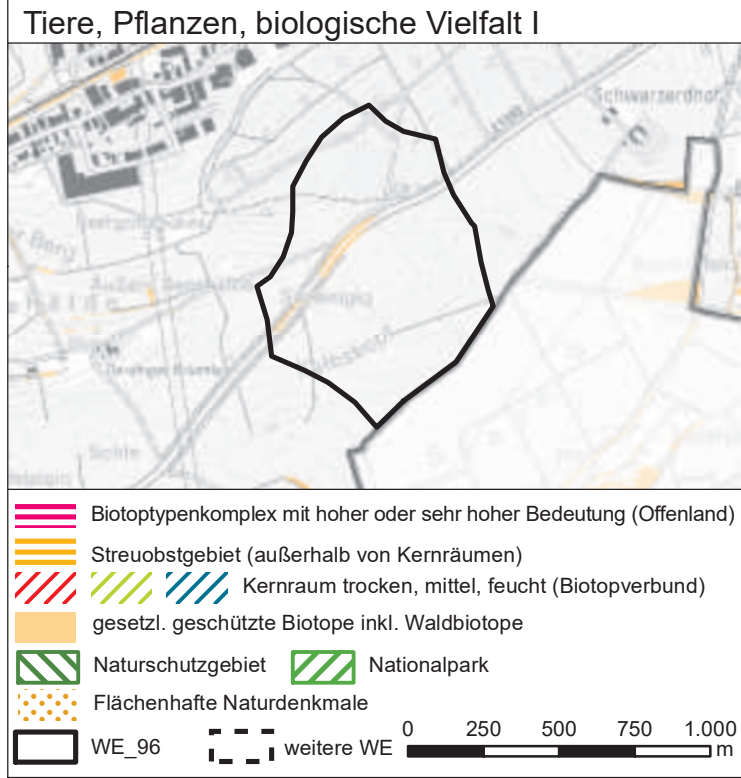 Tiere, Pflanzen, biologische Vielfalt I
Schwarzerdhof
Biotoptypenkomplex mit hoher oder sehr hoher Bedeutung (Offenland)
Streuobstgebiet (außerhalb von Kernräumen)
Kernraum trocken, mittel, feucht (Biotopverbund)
gesetzl. geschützte Biotope inkl. Waldbiotope
Naturschutzgebiet
Nationalpark
Flächenhafte Naturdenkmale
WE_96
weitere WE
0 250 500 750 1.000
m